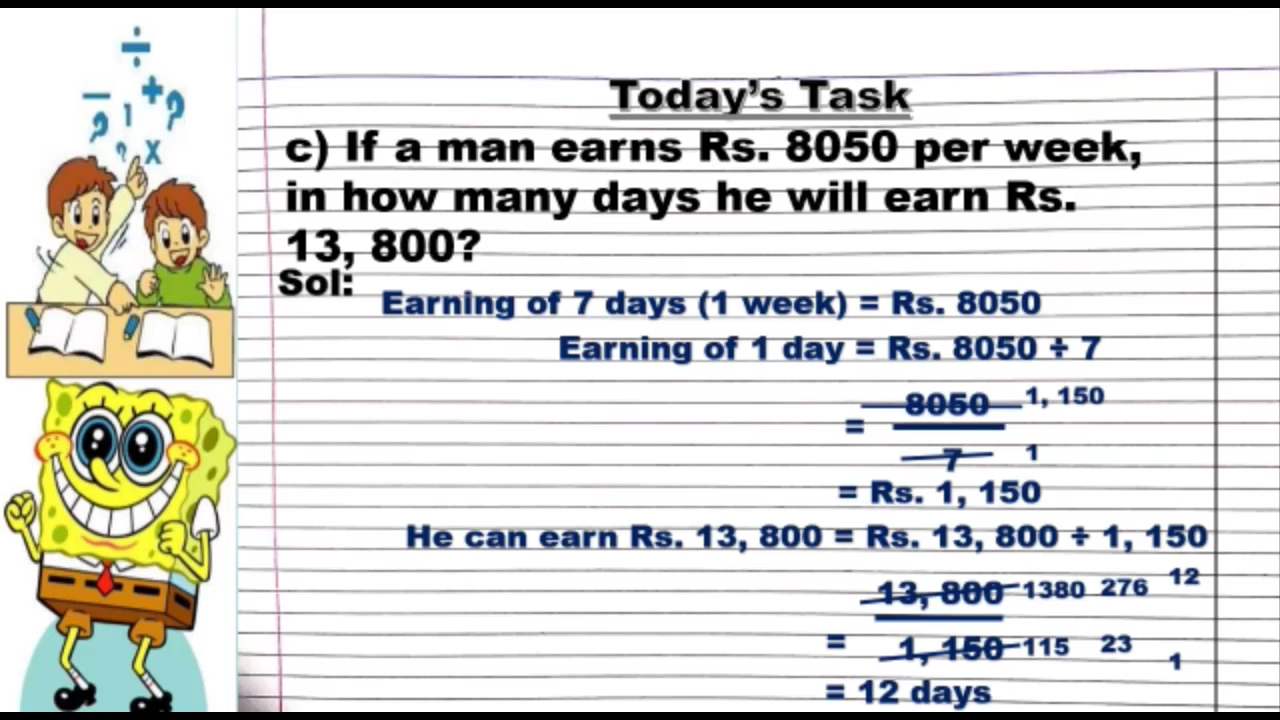 ÷
− 1 + ?
? ? x
Today's Task
c) If a man earns Rs. 8050 per week,
in how many days he will earn Rs.
13, 800?
Sol:
Earning of 7 days (1 week) = Rs. 8050
Earning of 1 day = Rs. 8050 ÷ 7
= 8050 1, 150
7 1
= Rs. 1, 150
He can earn Rs. 13, 800 = Rs. 13, 800 ÷ 1, 150
13, 800 1380 276 12
= 1, 150 115 23 1
= 12 days